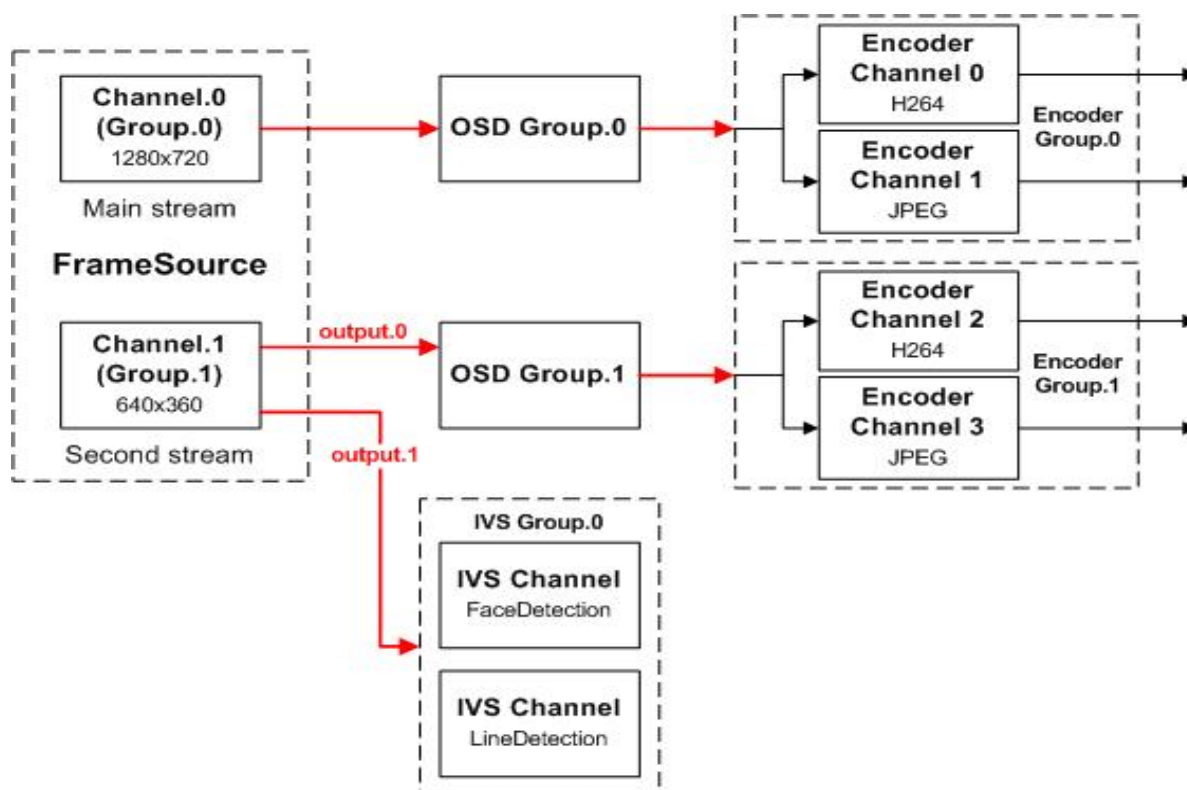 Channel.0
(Group.0)
1280x720
Main stream
FrameSource
Channel.1
(Group.1)
640x360
Second stream
output.0
output.1
OSD Group.0
OSD Group.1
Encoder
Channel 0
H264
Encoder
Channel 1
JPEG
Encoder
Group.0
Encoder
Channel 2
H264
Encoder
Channel 3
JPEG
Encoder
Group.1
IVS Group.0
IVS Channel
FaceDetection
IVS Channel
LineDetection